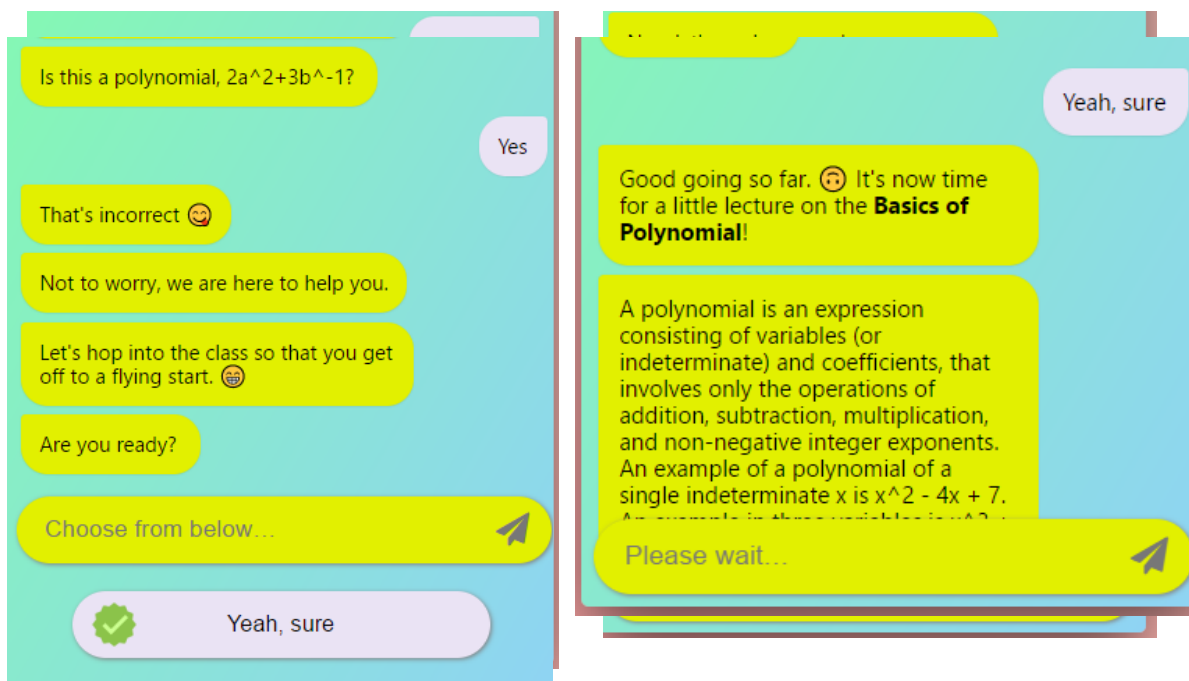 Is this a polynomial, 2a^2+3b^-1?
Yes
That's incorrect 😋
Not to worry, we are here to help you.
Let's hop into the class so that you get
off to a flying start. 😁
Are you ready?
Choose from below...
Yeah, sure
Yeah, sure
Good going so far. 🙃 It's now time
for a little lecture on the Basics of
Polynomial!
A polynomial is an expression
consisting of variables (or
indeterminate) and coefficients, that
involves only the operations of
addition, subtraction, multiplication,
and non-negative integer exponents.
An example of a polynomial of a
single indeterminate x is x^2 - 4x + 7.
Please wait...